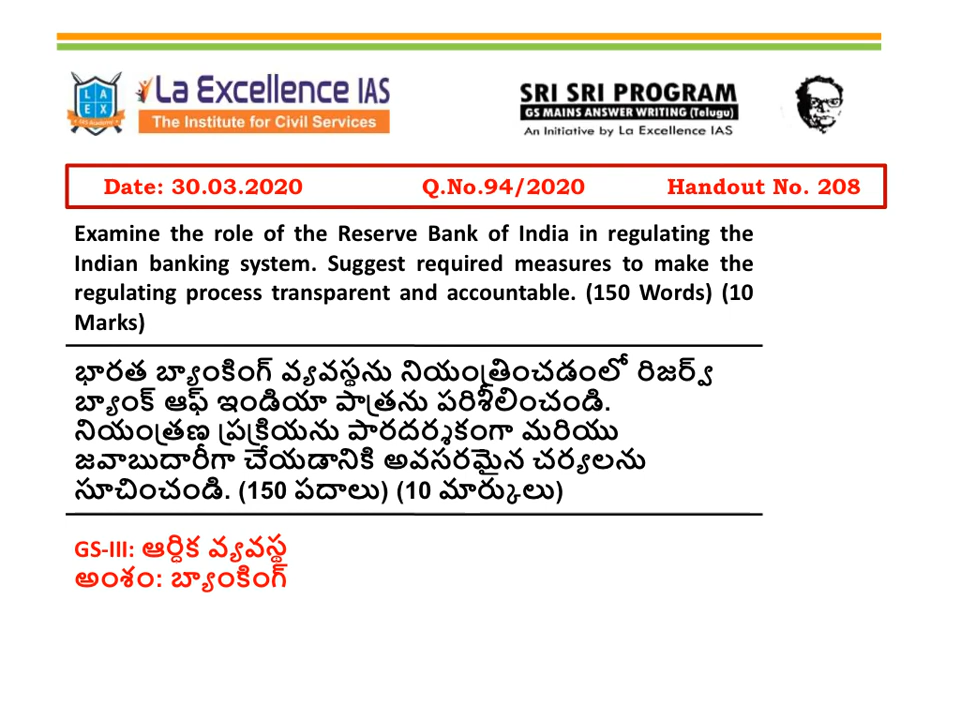 La Excellence IAS
The Institute for Civil Services
L A
E X
SRI SRI PROGRAM
GS MAINS ANSWER WRITING (Telugu)
An Initiative by La Excellence IAS
Date: 30.03.2020 Q.No.94/2020 Handout No. 208
Examine the role of the Reserve Bank of India in regulating the
Indian banking system. Suggest required measures to make the
regulating process transparent and accountable. (150 Words) (10
Marks)
భారత బ్యాంకింగ్ వ్యవస్థను నియంత్రించడంలో రిజర్వ్
బ్యాంక్ ఆఫ్ ఇండియా పాత్రను పరిశీలించండి.
నియంత్రణ ప్రక్రియను పారదర్శకంగా మరియు
జవాబుదారీగా చేయడానికి అవసరమైన చర్యలను
సూచించండి. (150 పదాలు) (10 మార్కులు)
GS-III: ఆర్ధిక వ్యవస్థ
అంశం: బ్యాంకింగ్